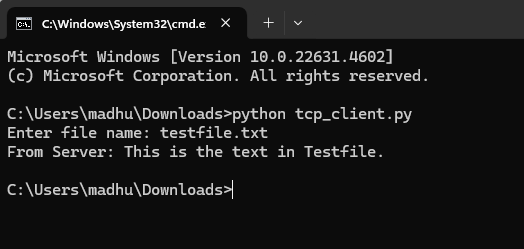 C:\Windows\System32\cmd.e:
Microsoft Windows [Version 10.0.22631.4602]
(c) Microsoft Corporation. All rights reserved.
C:\Users\madhu\Downloads>python tcp_client.py
Enter file name: testfile.txt
From Server: This is the text in Testfile.
C:\Users\madhu\Downloads>